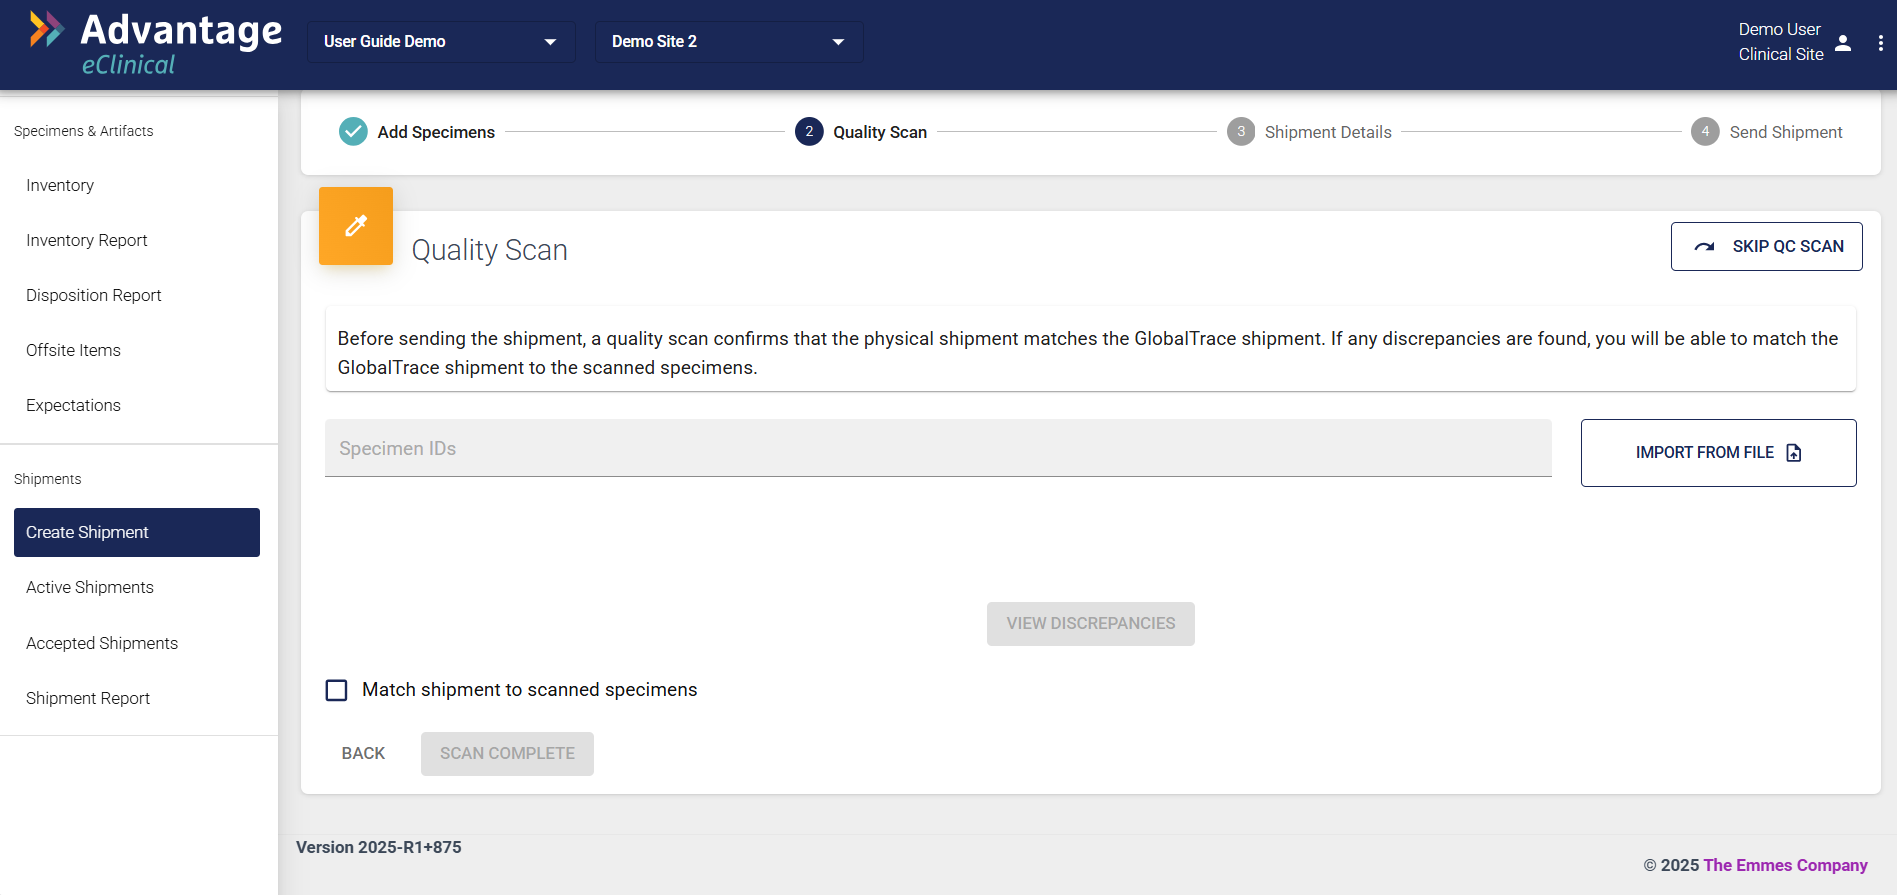 Advantage
eClinical
User Guide Demo
Demo Site 2
Demo User
Clinical Site
Specimens & Artifacts
Inventory
Inventory Report
Disposition Report
Offsite Items
Expectations
Shipments
Create Shipment
Active Shipments
Accepted Shipments
Shipment Report
Add Specimens
2 Quality Scan
3 Shipment Details
4 Send Shipment
Quality Scan
SKIP QC SCAN
Before sending the shipment, a quality scan confirms that the physical shipment matches the GlobalTrace shipment. If any discrepancies are found, you will be able to match the
GlobalTrace shipment to the scanned specimens.
Specimen IDs
IMPORT FROM FILE
VIEW DISCREPANCIES
Match shipment to scanned specimens
BACK
SCAN COMPLETE
Version 2025-R1+875
© 2025 The Emmes Company